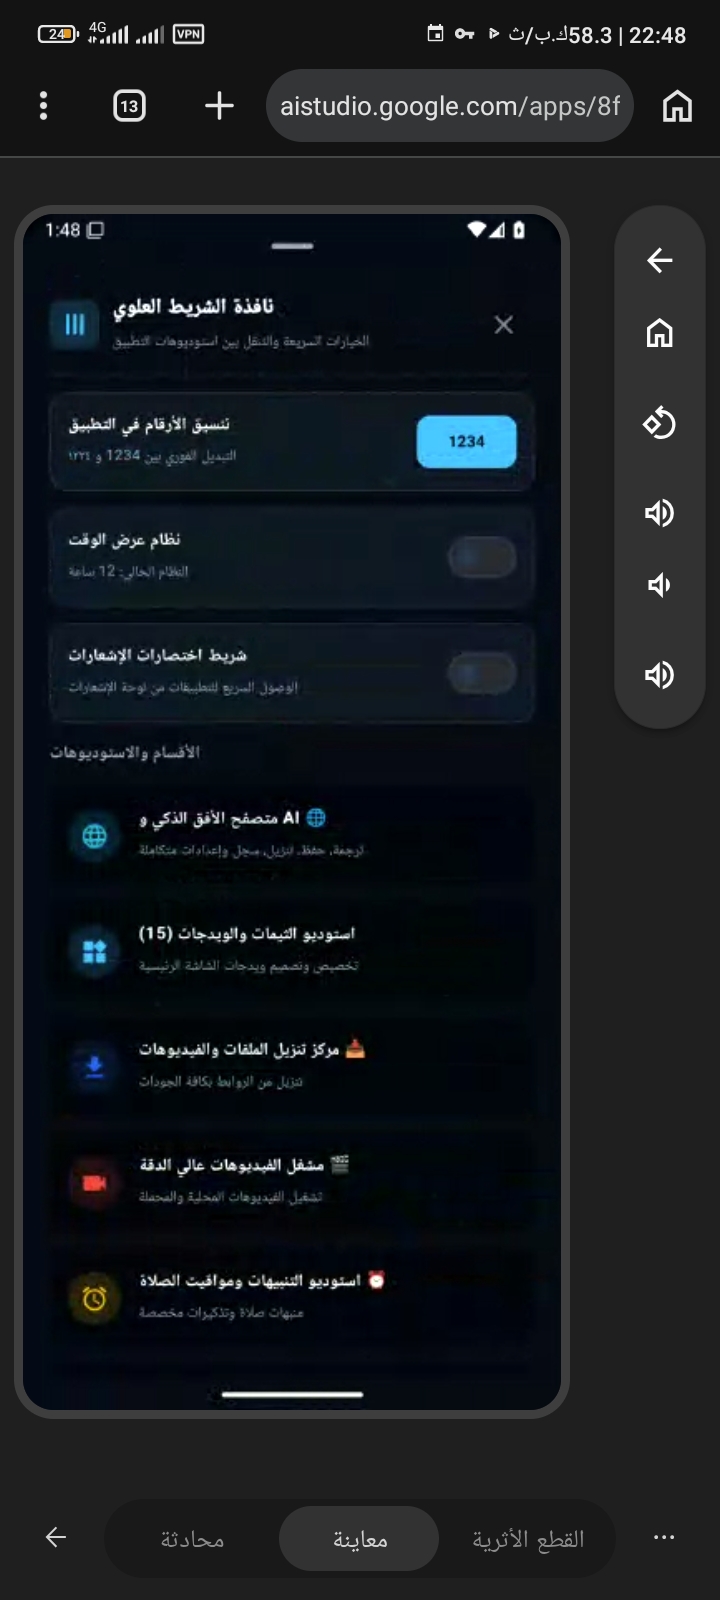 22:48 | 58.3ك.ب/ث
4G
VPN
24
13
aistudio.google.com/apps/8f
1:48
نافذة الشريط العلوي
الخيارات السريعة والتنقل بين استوديوهات التطبيق
تنسيق الأرقام في التطبيق
التبديل الفوري بين 1234 و ١٢٣٤
1234
نظام عرض الوقت
النظام الحالي: 12 ساعة
شريط اختصارات الإشعارات
الوصول السريع للتطبيقات من لوحة الإشعارات
الأقسام والاستوديوهات
🌐 AI متصفح الأفق الذكي و
ترجمة، حفظ، تنزيل، سجل وإعدادات متكاملة
استوديو الثيمات والويدجات (15)
تخصيص وتصميم ويدجات الشاشة الرئيسية
📥 مركز تنزيل الملفات والفيديوهات
تنزيل من الروابط بكافة الجودات
🎬 مشغل الفيديوهات عالي الدقة
تشغيل الفيديوهات المحلية والمحملة
⏰ استوديو التنبيهات ومواقيت الصلاة
منبهات صلاة وتذكيرات مخصصة
القطع الأثرية
معاينة
محادثة